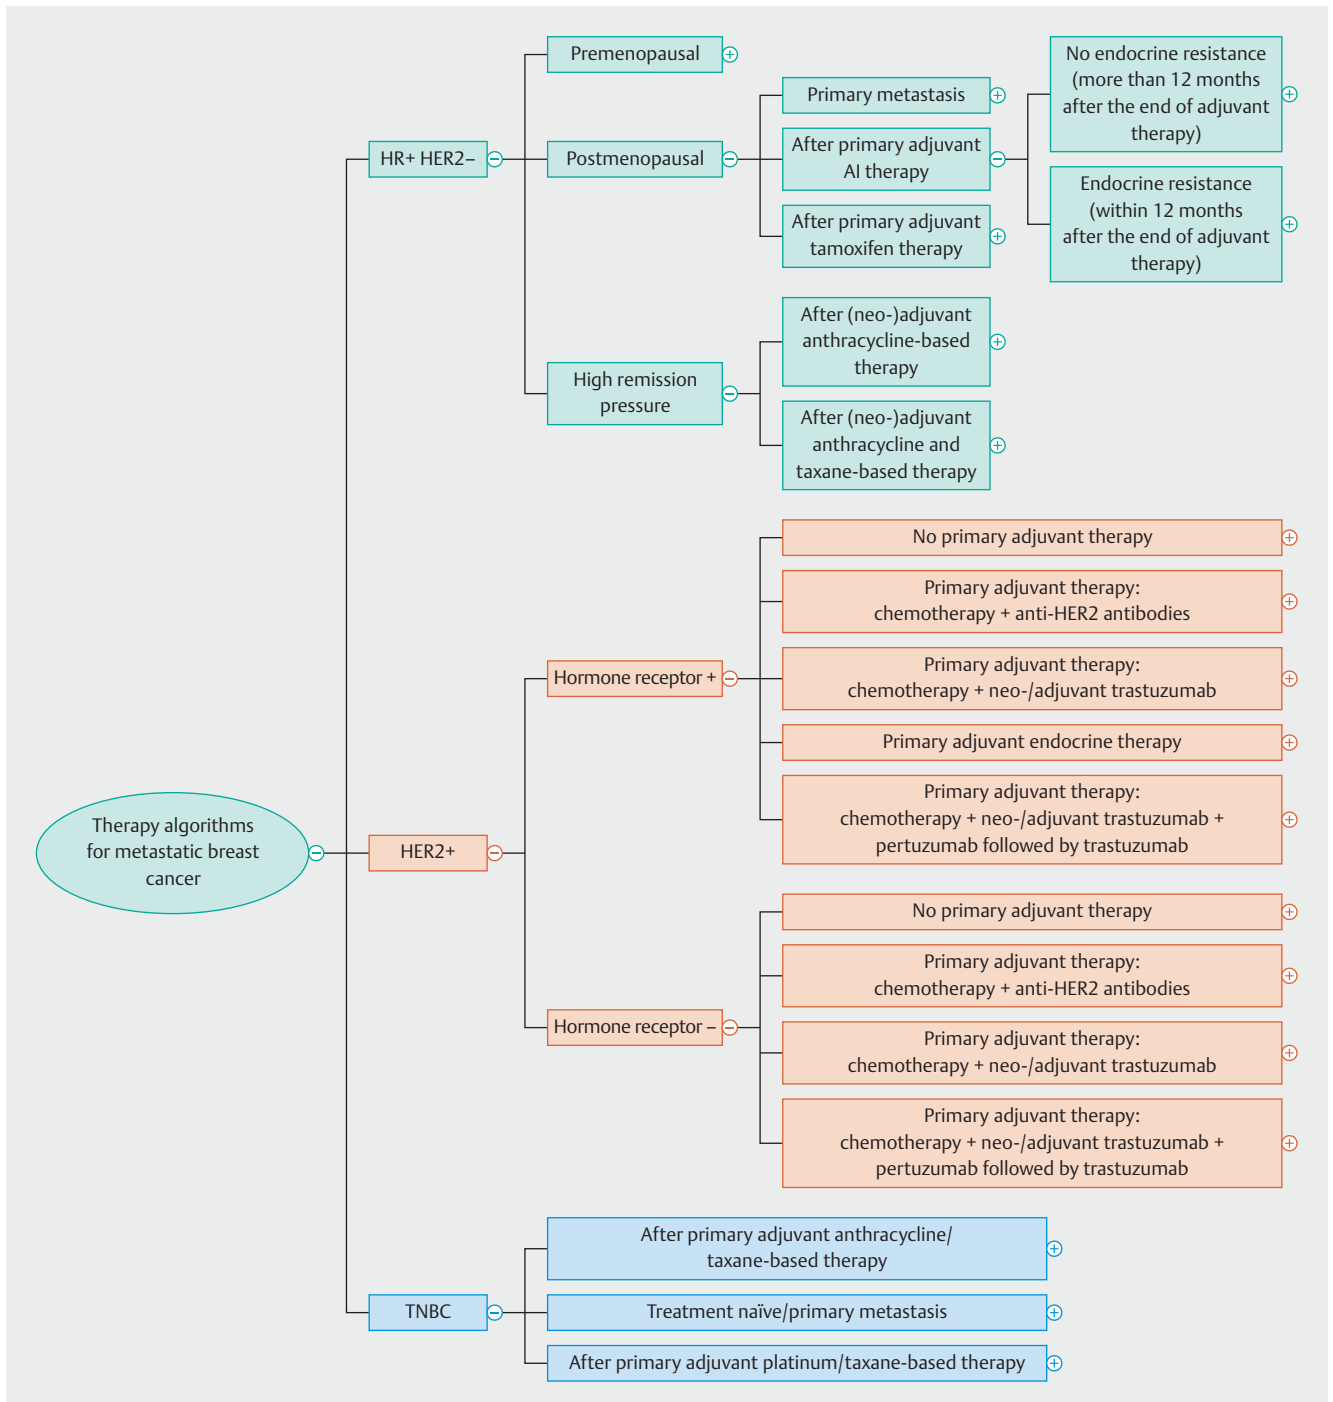 Premenopausal
No endocrine resistance
(more than 12 months
after the end of adjuvant
therapy)
Primary metastasis
HR+ HER2–
Postmenopausal
After primary adjuvant
AI therapy
Endocrine resistance
(within 12 months
after the end of adjuvant
therapy)
After primary adjuvant
tamoxifen therapy
After (neo-)adjuvant
anthracycline-based
therapy
High remission
pressure
After (neo-)adjuvant
anthracycline and
taxane-based therapy
No primary adjuvant therapy
Primary adjuvant therapy:
chemotherapy + anti-HER2 antibodies
Hormone receptor +
Primary adjuvant therapy:
chemotherapy + neo-/adjuvant trastuzumab
Primary adjuvant endocrine therapy
Primary adjuvant therapy:
chemotherapy + neo-/adjuvant trastuzumab +
pertuzumab followed by trastuzumab
Therapy algorithms
for metastatic breast
cancer
HER2+
No primary adjuvant therapy
Primary adjuvant therapy:
chemotherapy + anti-HER2 antibodies
Hormone receptor –
Primary adjuvant therapy:
chemotherapy + neo-/adjuvant trastuzumab
Primary adjuvant therapy:
chemotherapy + neo-/adjuvant trastuzumab +
pertuzumab followed by trastuzumab
After primary adjuvant anthracycline/
taxane-based therapy
TNBC
Treatment naïve/primary metastasis
After primary adjuvant platinum/taxane-based therapy